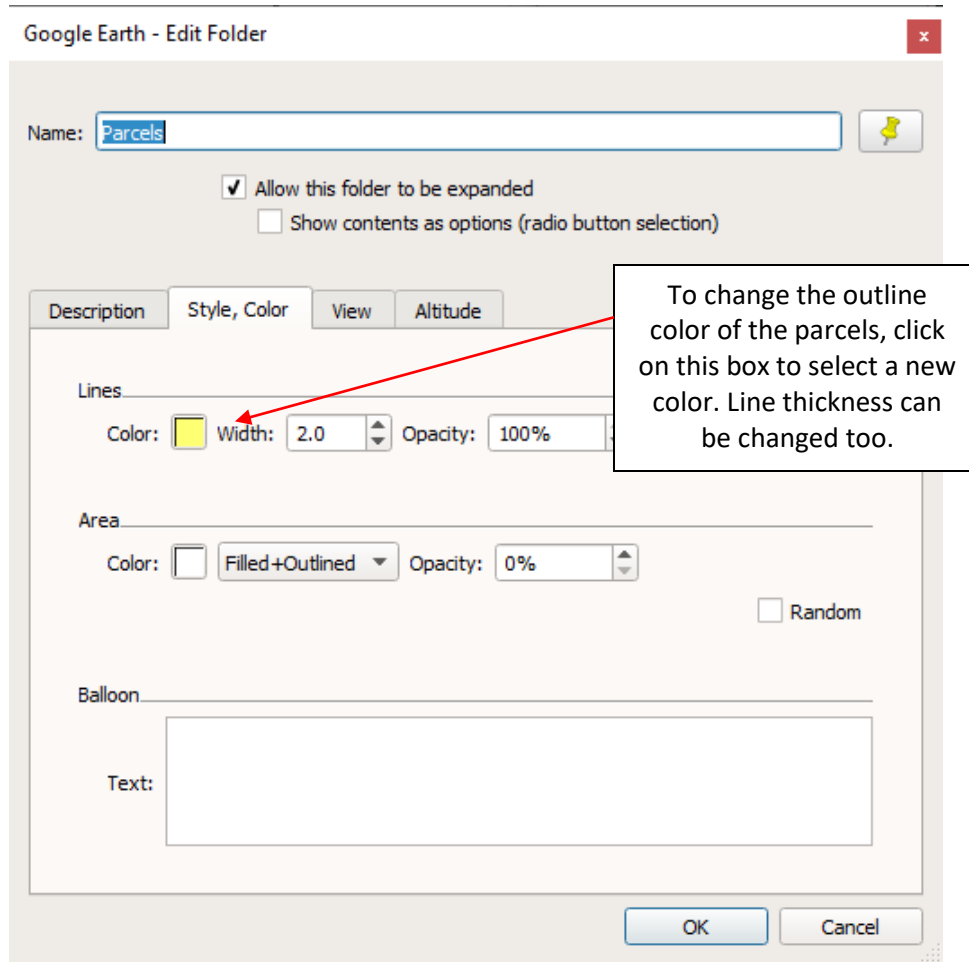 Google Earth - Edit Folder
x
Name: Parcels
Allow this folder to be expanded
Show contents as options (radio button selection)
Description Style, Color View Altitude
To change the outline
color of the parcels, click
on this box to select a new
color. Line thickness can
be changed too.
Lines
Color: Width: 2.0 Opacity: 100%
Area
Color: Filled+Outlined Opacity: 0%
Random
Balloon
Text:
OK Cancel